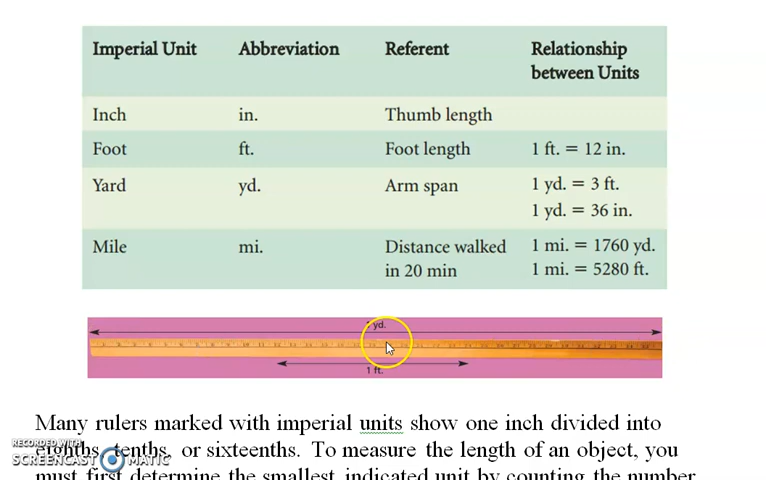 Imperial Unit Abbreviation Referent Relationship between Units
Inch in. Thumb length
Foot ft. Foot length 1 ft. = 12 in.
Yard yd. Arm span 1 yd. = 3 ft.
1 yd. = 36 in.
Mile mi. Distance walked in 20 min 1 mi. = 1760 yd.
1 mi. = 5280 ft.
yd.
1 ft.
Many rulers marked with imperial units show one inch divided into
eighths, tenths, or sixteenths. To measure the length of an object, you
must first determine the smallest indicated unit by counting the number
RECORDED WITH
SCREENCAST MATIC